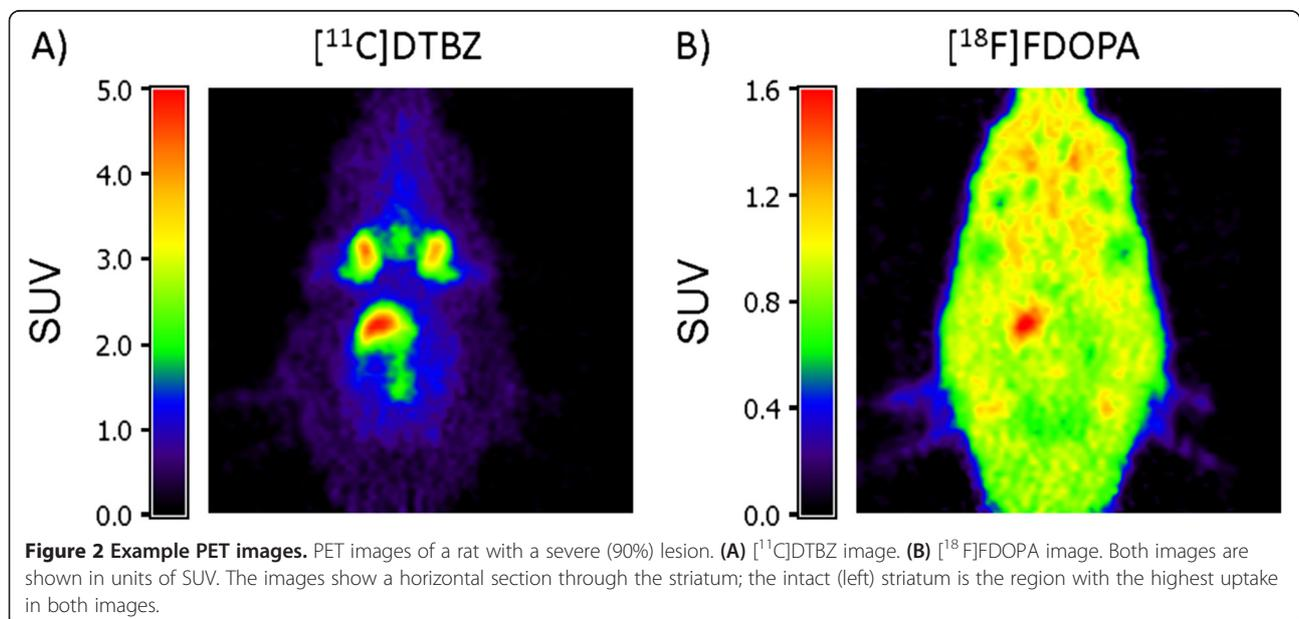 A)
[¹¹C]DTBZ
5.0
4.0
3.0
2.0
1.0
0.0
SUV
B)
[¹⁸F]FDOPA
1.6
1.2
0.8
0.4
0.0
SUV
Figure 2 Example PET images. PET images of a rat with a severe (90%) lesion. (A) [¹¹C]DTBZ image. (B) [¹⁸ F]FDOPA image. Both images are
shown in units of SUV. The images show a horizontal section through the striatum; the intact (left) striatum is the region with the highest uptake
in both images.